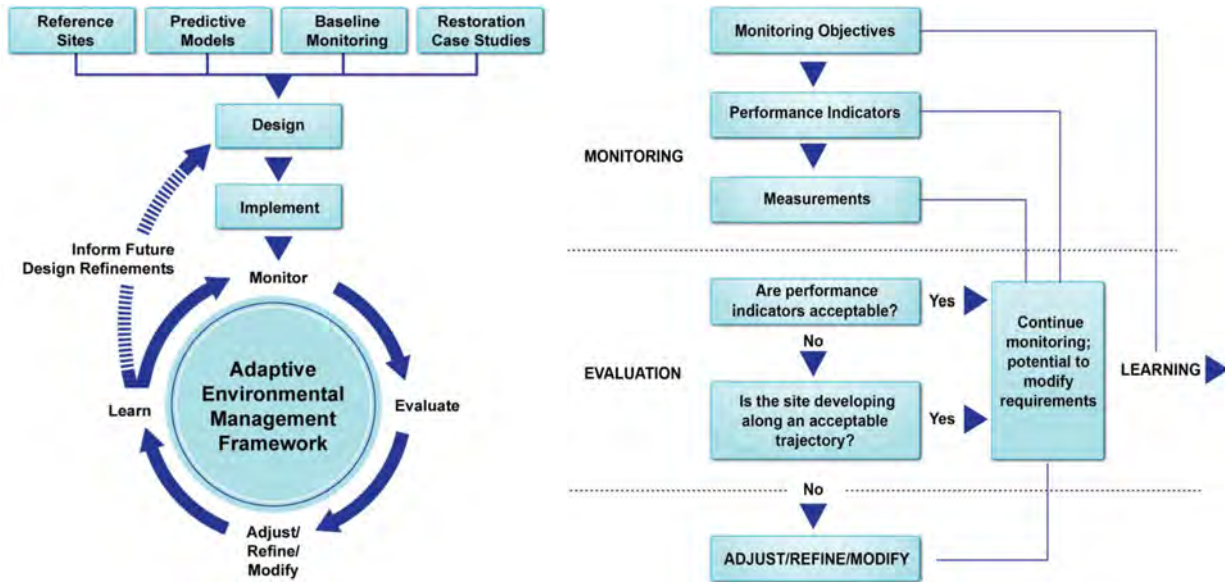 Reference
Sites
Predictive
Models
Baseline
Monitoring
Restoration
Case Studies
Design
Implement
Inform Future
Design Refinements
Monitor
Adaptive
Environmental
Management
Framework
Learn
Evaluate
Adjust/
Refine/
Modify
Monitoring Objectives
Performance Indicators
MONITORING
Measurements
Are performance
indicators acceptable?
Yes
No
Continue
monitoring;
potential to
modify
requirements
EVALUATION
LEARNING
Is the site developing
along an acceptable
trajectory?
Yes
No
ADJUST/REFINE/MODIFY